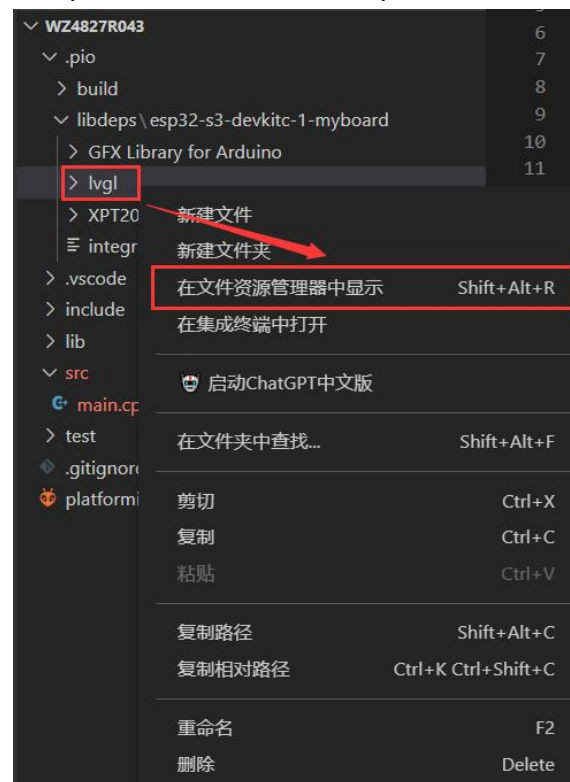 WZ4827R043
6
.pio
7
build
8
libdeps\esp32-s3-devkitc-1-myboard
9
GFX Library for Arduino
10
lvgl
11
XPT20
新建文件
integr
新建文件夹
.vscode
在文件资源管理器中显示 Shift+Alt+R
include
在集成终端中打开
lib
src
启动ChatGPT中文版
main.cp
test
在文件夹中查找... Shift+Alt+F
.gitignore
platformi
剪切 Ctrl+X
复制 Ctrl+C
粘贴 Ctrl+V
复制路径 Shift+Alt+C
复制相对路径 Ctrl+K Ctrl+Shift+C
重命名 F2
删除 Delete